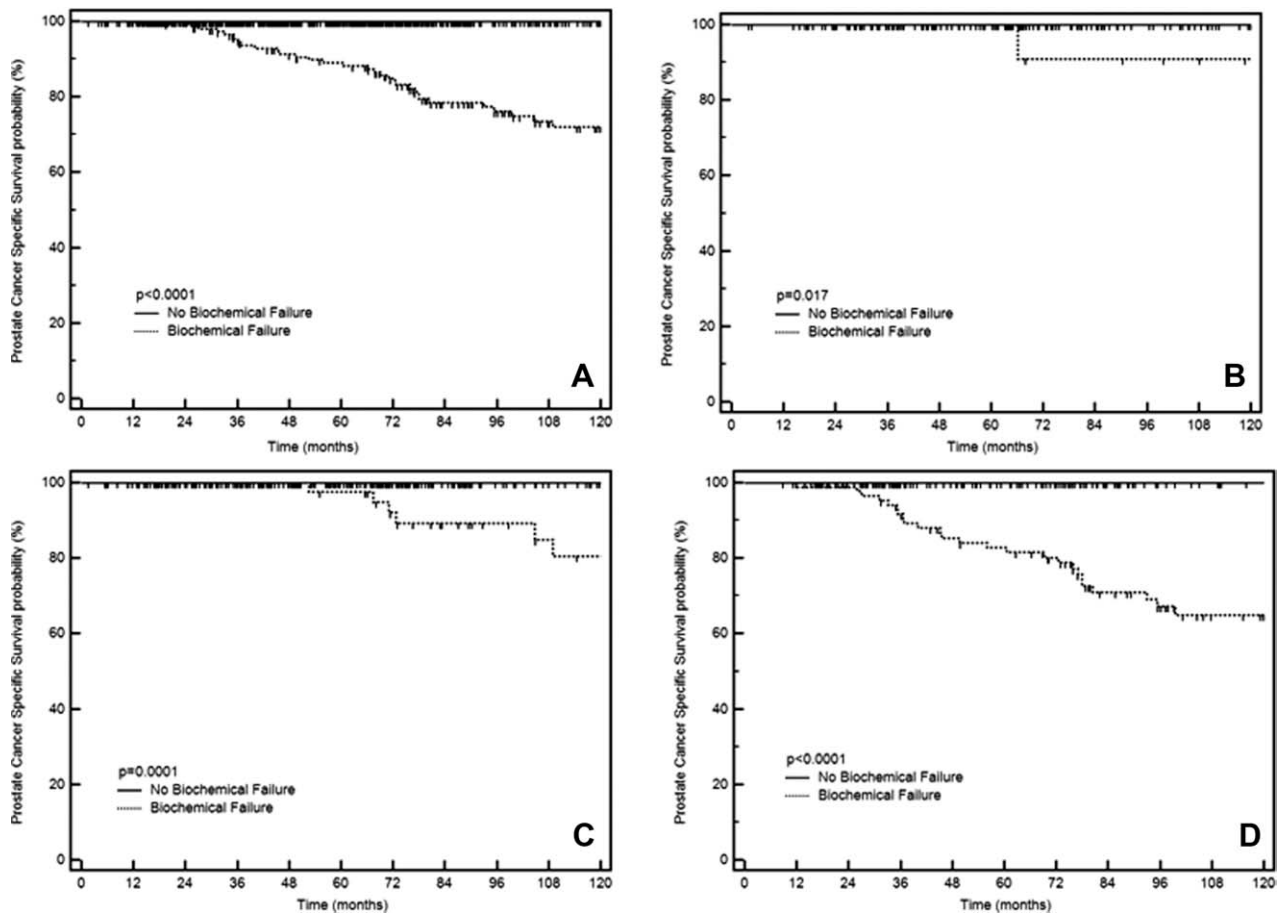 Prostate Cancer Specific Survival probability (%)
100
80
60
40
20
0
p<0.0001
No Biochemical Failure
Biochemical Failure
A
0 12 24 36 48 60 72 84 96 108 120
Time (months)
Prostate Cancer Specific Survival probability (%)
100
80
60
40
20
0
p=0.017
No Biochemical Failure
Biochemical Failure
B
0 12 24 36 48 60 72 84 96 108 120
Time (months)
Prostate Cancer Specific Survival probability (%)
100
80
60
40
20
0
p=0.0001
No Biochemical Failure
Biochemical Failure
C
0 12 24 36 48 60 72 84 96 108 120
Time (months)
Prostate Cancer Specific Survival probability (%)
100
80
60
40
20
0
p<0.0001
No Biochemical Failure
Biochemical Failure
D
0 12 24 36 48 60 72 84 96 108 120
Time (months)